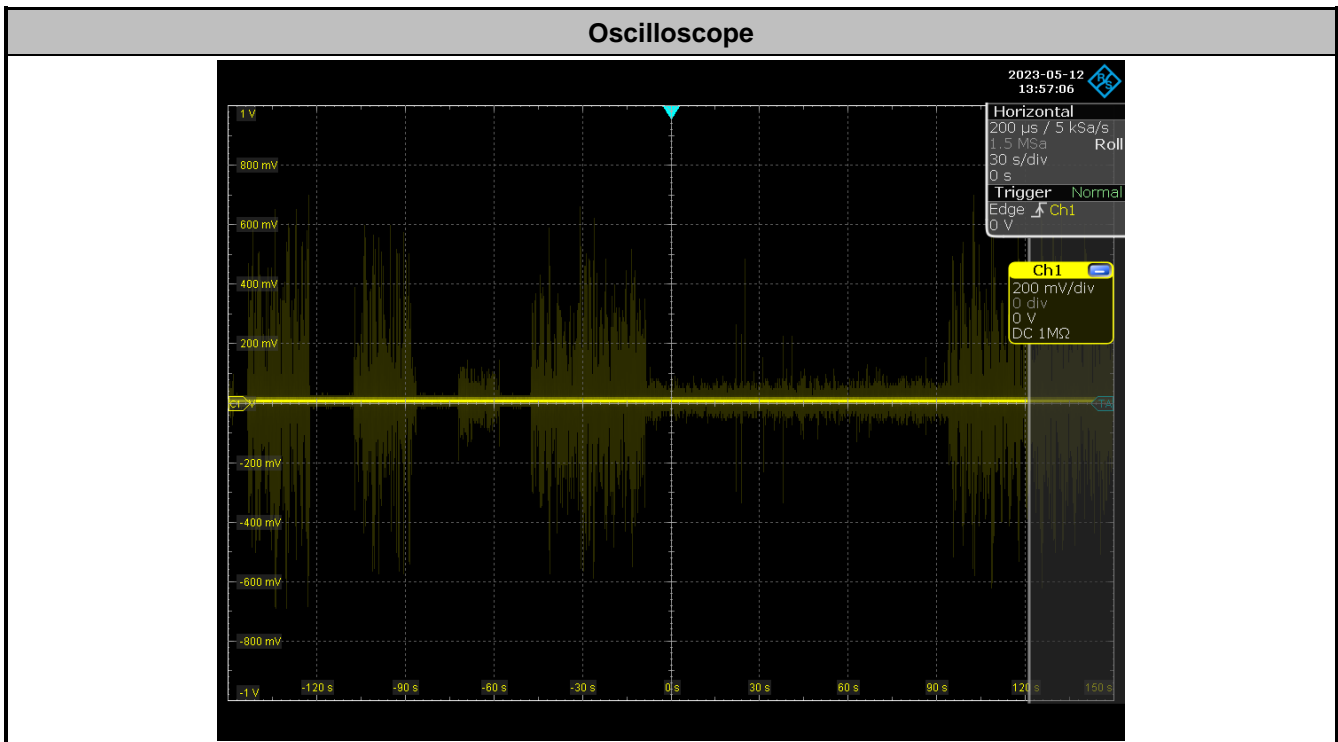 Oscilloscope
2023-05-12
13:57:06
R&S
Horizontal
200 µs / 5 kSa/s
1.5 MSa Roll
30 s/div
0 s
Trigger Normal
Edge Ch1
0 V
Ch1
200 mV/div
0 div
0 V
DC 1MΩ
1 V
800 mV
600 mV
400 mV
200 mV
C1 V
TA
-200 mV
-400 mV
-600 mV
-800 mV
-1 V
-120 s -90 s -60 s -30 s 0 s 30 s 60 s 90 s 120 s 150 s